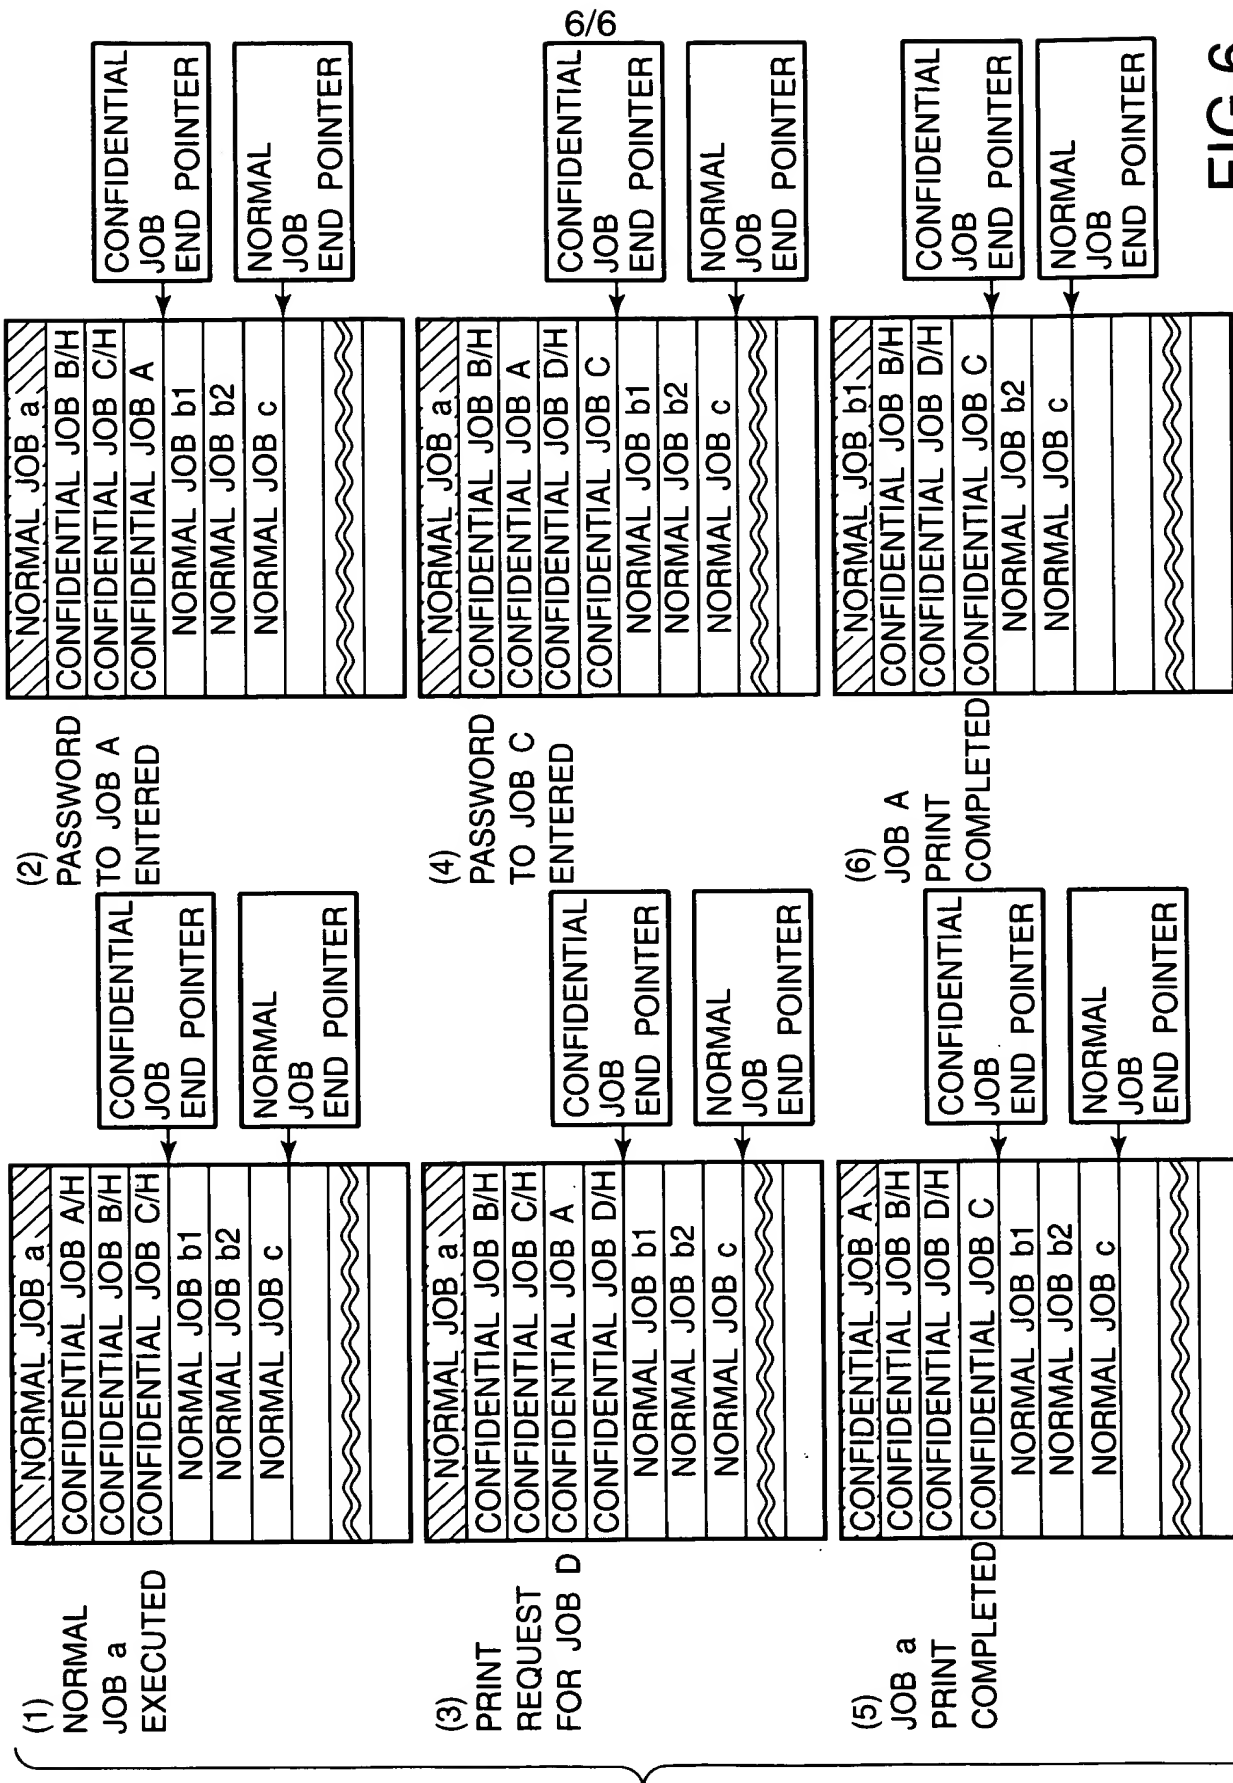 6/6
(1)
NORMAL
JOB a
EXECUTED
NORMAL JOB a
CONFIDENTIAL JOB A/H
CONFIDENTIAL JOB B/H
CONFIDENTIAL JOB C/H
NORMAL JOB b1
NORMAL JOB b2
NORMAL JOB c
CONFIDENTIAL
JOB
END POINTER
NORMAL
JOB
END POINTER
(2)
PASSWORD
TO JOB A
ENTERED
NORMAL JOB a
CONFIDENTIAL JOB B/H
CONFIDENTIAL JOB C/H
CONFIDENTIAL JOB A
NORMAL JOB b1
NORMAL JOB b2
NORMAL JOB c
CONFIDENTIAL
JOB
END POINTER
NORMAL
JOB
END POINTER
(3)
PRINT
REQUEST
FOR JOB D
NORMAL JOB a
CONFIDENTIAL JOB B/H
CONFIDENTIAL JOB C/H
CONFIDENTIAL JOB A
CONFIDENTIAL JOB D/H
NORMAL JOB b1
NORMAL JOB b2
NORMAL JOB c
CONFIDENTIAL
JOB
END POINTER
NORMAL
JOB
END POINTER
(4)
PASSWORD
TO JOB C
ENTERED
NORMAL JOB a
CONFIDENTIAL JOB B/H
CONFIDENTIAL JOB A
CONFIDENTIAL JOB D/H
CONFIDENTIAL JOB C
NORMAL JOB b1
NORMAL JOB b2
NORMAL JOB c
CONFIDENTIAL
JOB
END POINTER
NORMAL
JOB
END POINTER
(5)
JOB a
PRINT
COMPLETED
CONFIDENTIAL JOB A
CONFIDENTIAL JOB B/H
CONFIDENTIAL JOB D/H
CONFIDENTIAL JOB C
NORMAL JOB b1
NORMAL JOB b2
NORMAL JOB c
CONFIDENTIAL
JOB
END POINTER
NORMAL
JOB
END POINTER
(6)
JOB A
PRINT
COMPLETED
NORMAL JOB b1
CONFIDENTIAL JOB B/H
CONFIDENTIAL JOB D/H
CONFIDENTIAL JOB C
NORMAL JOB b2
NORMAL JOB c
CONFIDENTIAL
JOB
END POINTER
NORMAL
JOB
END POINTER
FIG.6